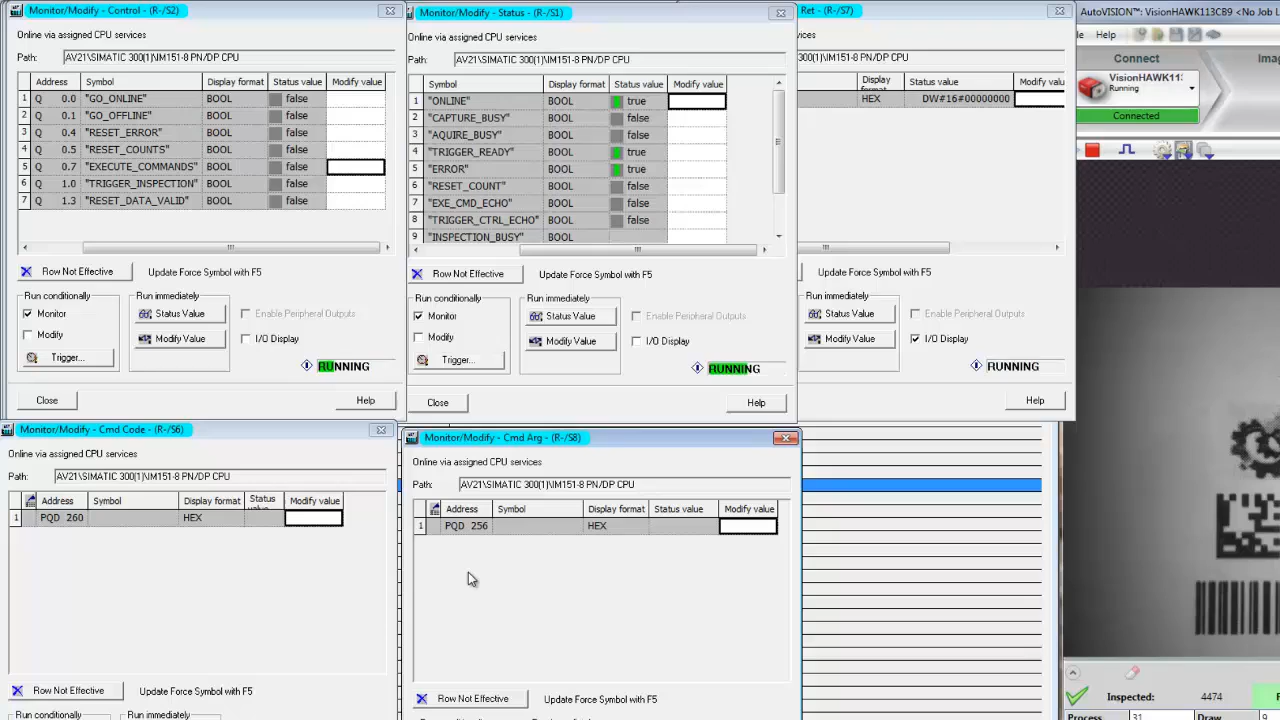 Monitor/Modify - Control - (R-/S2)
Online via assigned CPU services
Path: AV21\SIMATIC 300(1)\IM151-8 PN/DP CPU
Address Symbol Display format Status value Modify value
1 Q 0.0 "GO_ONLINE" BOOL false
2 Q 0.1 "GO_OFFLINE" BOOL false
3 Q 0.4 "RESET_ERROR" BOOL false
4 Q 0.5 "RESET_COUNTS" BOOL false
5 Q 0.7 "EXECUTE_COMMANDS" BOOL false
6 Q 1.0 "TRIGGER_INSPECTION" BOOL false
7 Q 1.3 "RESET_DATA_VALID" BOOL false
Row Not Effective Update Force Symbol with F5
Run conditionally Run immediately
Monitor Status Value Enable Peripheral Outputs
Modify Modify Value I/O Display
Trigger... RUNNING
Close Help
Monitor/Modify - Status - (R-/S1)
Online via assigned CPU services
Path: AV21\SIMATIC 300(1)\IM151-8 PN/DP CPU
Symbol Display format Status value Modify value
1 "ONLINE" BOOL true
2 "CAPTURE_BUSY" BOOL false
3 "AQUIRE_BUSY" BOOL false
4 "TRIGGER_READY" BOOL true
5 "ERROR" BOOL true
6 "RESET_COUNT" BOOL false
7 "EXE_CMD_ECHO" BOOL false
8 "TRIGGER_CTRL_ECHO" BOOL false
9 "INSPECTION_BUSY" BOOL
Row Not Effective Update Force Symbol with F5
Run conditionally Run immediately
Monitor Status Value Enable Peripheral Outputs
Modify Modify Value I/O Display
Trigger... RUNNING
Close Help
Ret - (R-/S7)
300(1)\IM151-8 PN/DP CPU
Display Status value Modify valu
HEX DW#16#00000000
Update Force Symbol with F5
Run immediately
Status Value Enable Peripheral Outputs
Modify Value I/O Display
RUNNING
Help
AutoVISION™: VisionHAWK113CB9 <No Job L
Help
Connect Imag
VisionHAWK11
Running
Connected
Monitor/Modify - Cmd Code - (R-/S6)
Online via assigned CPU services
Path: AV21\SIMATIC 300(1)\IM151-8 PN/DP CPU
Address Symbol Display format Status Modify value
1 PQD 260 HEX
Row Not Effective Update Force Symbol with F5
Run conditionally Run immediately
Monitor/Modify - Cmd Arg - (R-/S8)
Online via assigned CPU services
Path: AV21\SIMATIC 300(1)\IM151-8 PN/DP CPU
Address Symbol Display format Status value Modify value
1 PQD 256 HEX
Row Not Effective Update Force Symbol with F5
Inspected: 4474
Process 31 Draw 9